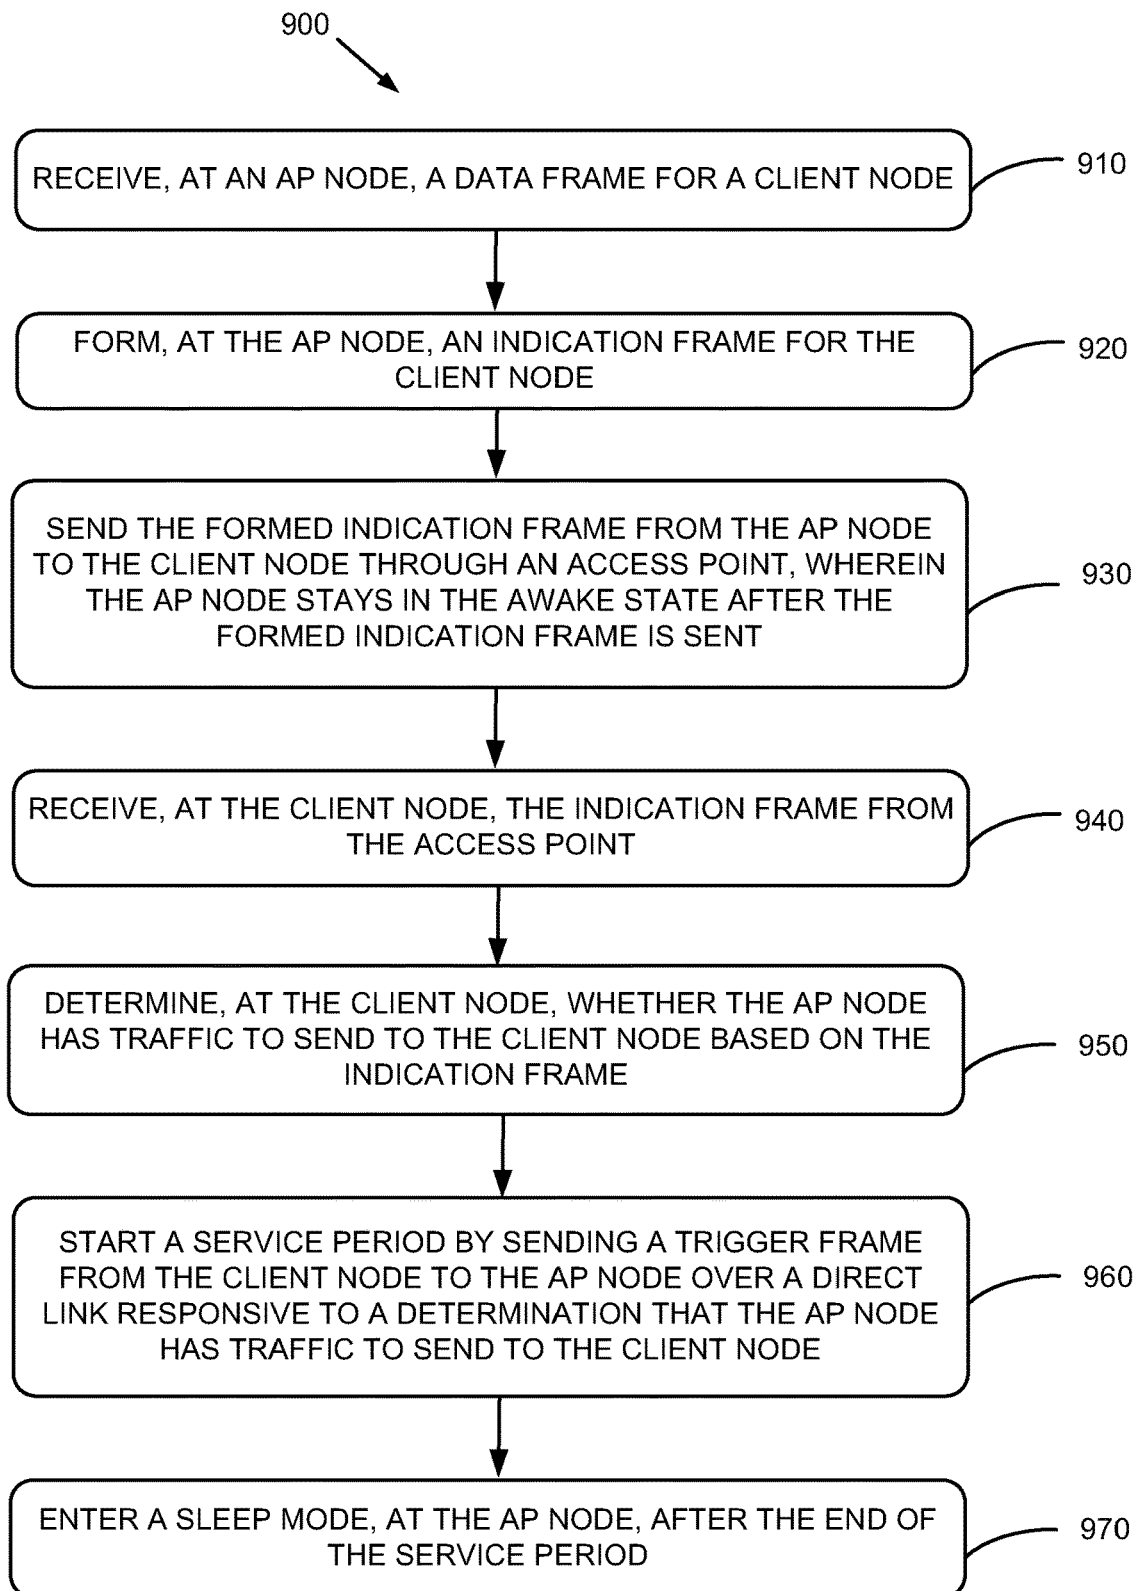 900
RECEIVE, AT AN AP NODE, A DATA FRAME FOR A CLIENT NODE
910
FORM, AT THE AP NODE, AN INDICATION FRAME FOR THE
CLIENT NODE
920
SEND THE FORMED INDICATION FRAME FROM THE AP NODE
TO THE CLIENT NODE THROUGH AN ACCESS POINT, WHEREIN
THE AP NODE STAYS IN THE AWAKE STATE AFTER THE
FORMED INDICATION FRAME IS SENT
930
RECEIVE, AT THE CLIENT NODE, THE INDICATION FRAME FROM
THE ACCESS POINT
940
DETERMINE, AT THE CLIENT NODE, WHETHER THE AP NODE
HAS TRAFFIC TO SEND TO THE CLIENT NODE BASED ON THE
INDICATION FRAME
950
START A SERVICE PERIOD BY SENDING A TRIGGER FRAME
FROM THE CLIENT NODE TO THE AP NODE OVER A DIRECT
LINK RESPONSIVE TO A DETERMINATION THAT THE AP NODE
HAS TRAFFIC TO SEND TO THE CLIENT NODE
960
ENTER A SLEEP MODE, AT THE AP NODE, AFTER THE END OF
THE SERVICE PERIOD
970